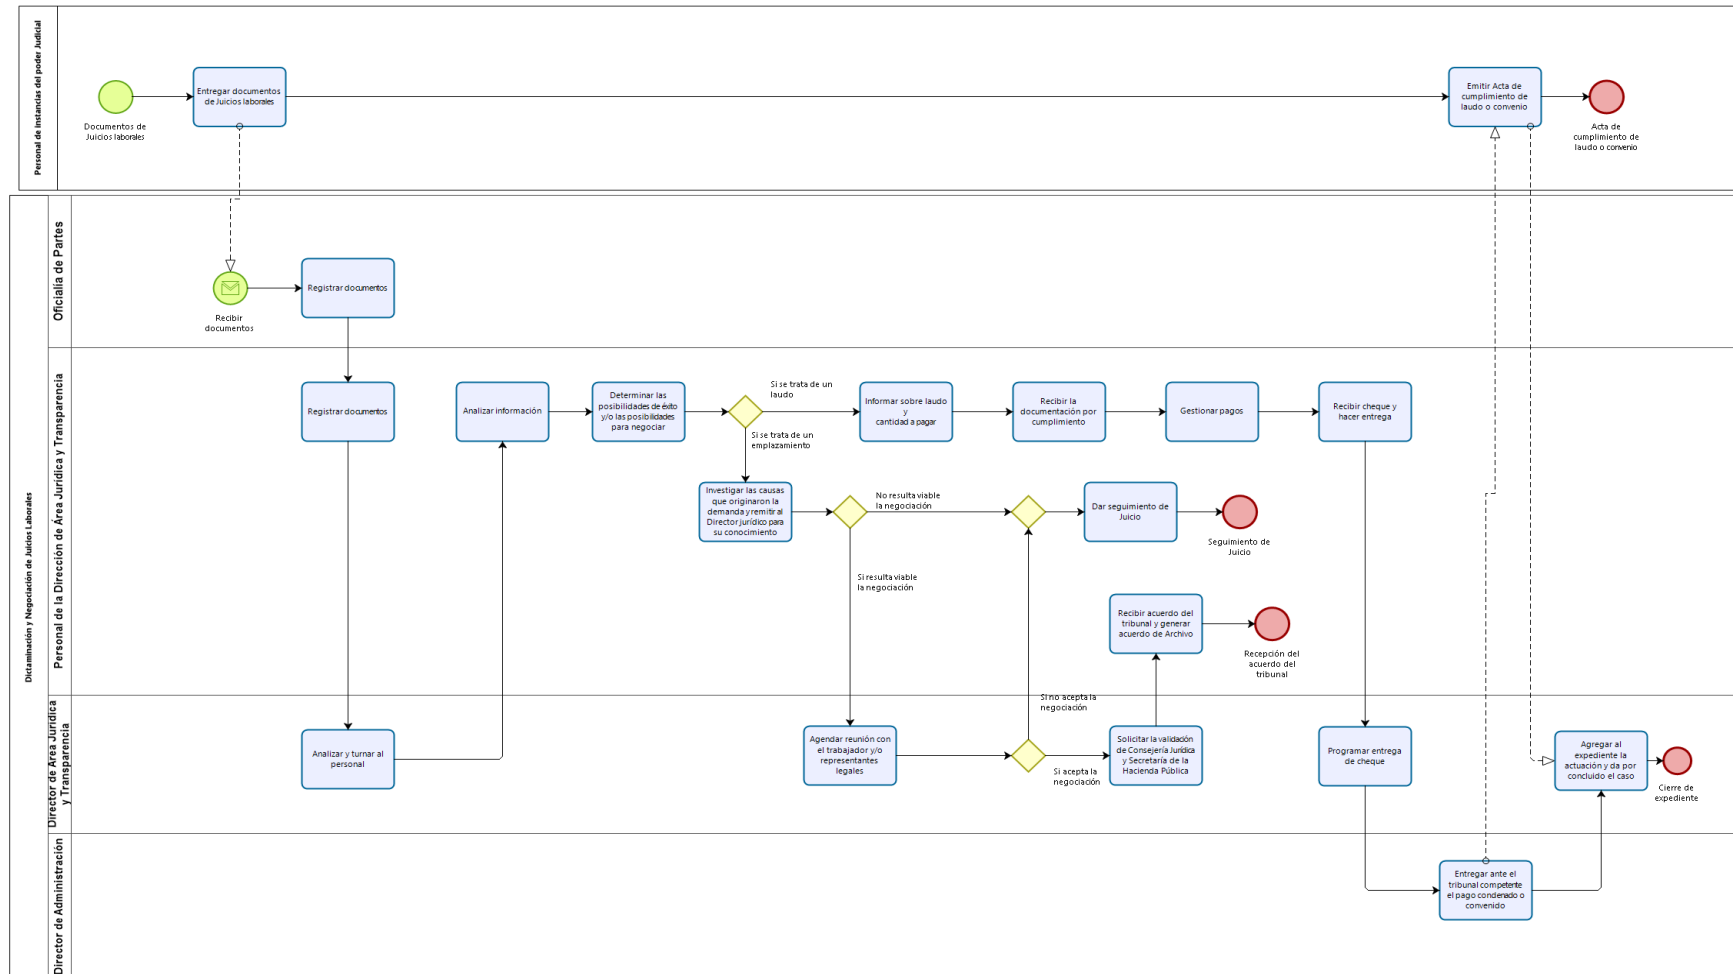 Personal de Instancias del poder Judicial
Documentos de
Juicios laborales
Entregar documentos
de Juicios laborales
Emitir Acta de
cumplimiento de
laudo o convenio
Acta de
cumplimiento de
laudo o convenio
Dictaminación y Negociación de Juicios Laborales
Oficialía de Partes
Recibir
documentos
Registrar documentos
Personal de la Dirección de Área Jurídica y Transparencia
Registrar documentos
Analizar información
Determinar las
posibilidades de éxito
y/o las posibilidades
para negociar
Si se trata de un
laudo
Si se trata de un
emplazamiento
Informar sobre laudo
y
cantidad a pagar
Recibir la
documentación por
cumplimiento
Gestionar pagos
Recibir cheque y
hacer entrega
Investigar las causas
que originaron la
demanda y remitir al
Director jurídico para
su conocimiento
No resulta viable
la negociación
Si resulta viable
la negociación
Dar seguimiento de
Juicio
Seguimiento de
Juicio
Recibir acuerdo del
tribunal y generar
acuerdo de Archivo
Recepción del
acuerdo del
tribunal
Si no acepta la
negociación
Director de Área Jurídica
y Transparencia
Analizar y turnar al
personal
Agendar reunión con
el trabajador y/o
representantes
legales
Si acepta la
negociación
Solicitar la validación
de Consejería Jurídica
y Secretaría de la
Hacienda Pública
Programar entrega
de cheque
Agregar al
expediente la
actuación y da por
concluido el caso
Cierre de
expediente
Director de Administración
Entregar ante el
tribunal competente
el pago condenado o
convenido